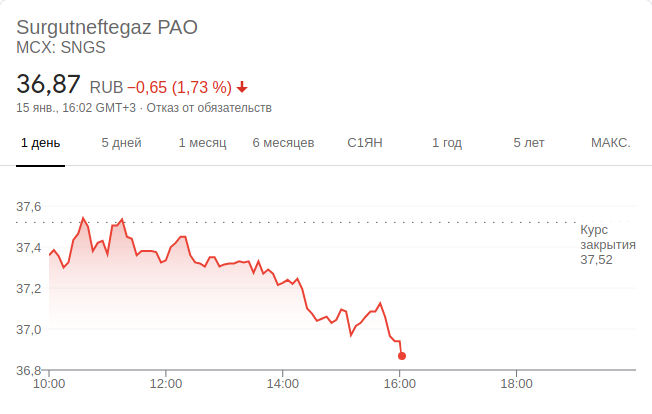 Surgutneftegaz PAO
MCX: SNGS
36,87 RUB −0,65 (1,73 %)
15 янв., 16:02 GMT+3 · Отказ от обязательств
1 день 5 дней 1 месяц 6 месяцев С1ЯН 1 год 5 лет МАКС.
37,6
Курс
закрытия
37,52
37,4
37,2
37,0
36,8
10:00 12:00 14:00 16:00 18:00